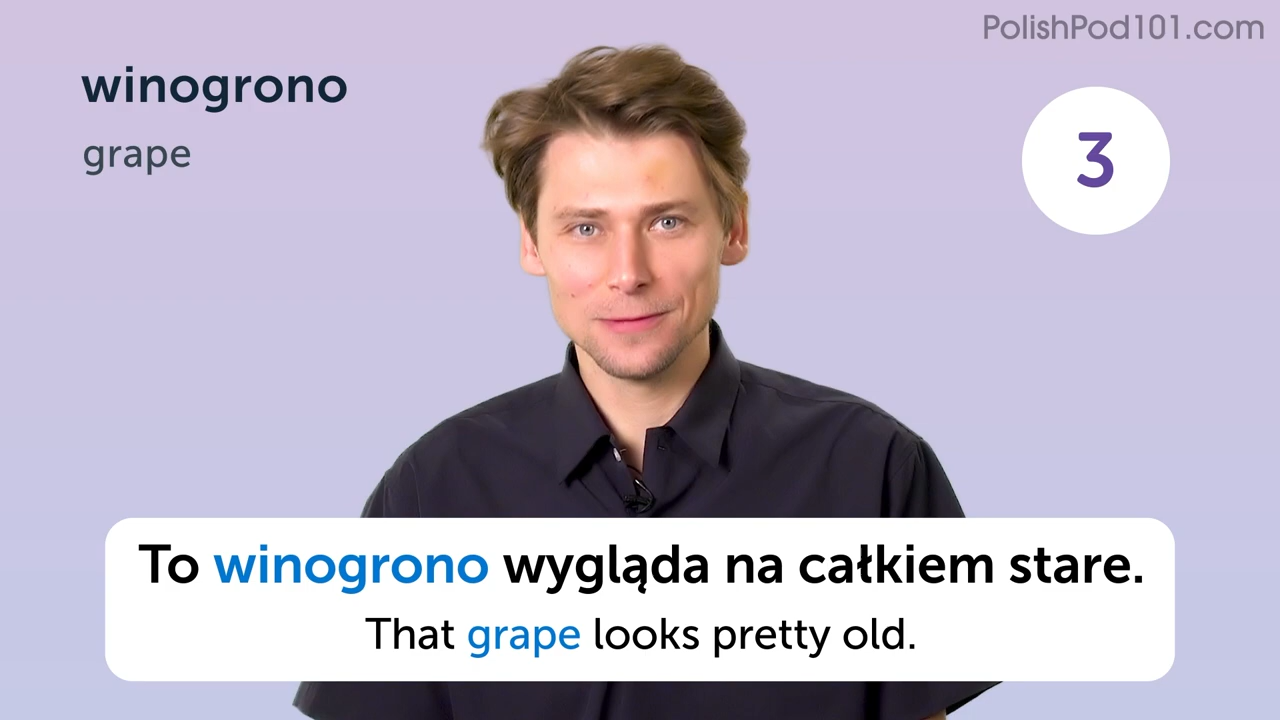 PolishPod101.com
winogrono
grape
3
To winogrono wygląda na całkiem stare.
That grape looks pretty old.